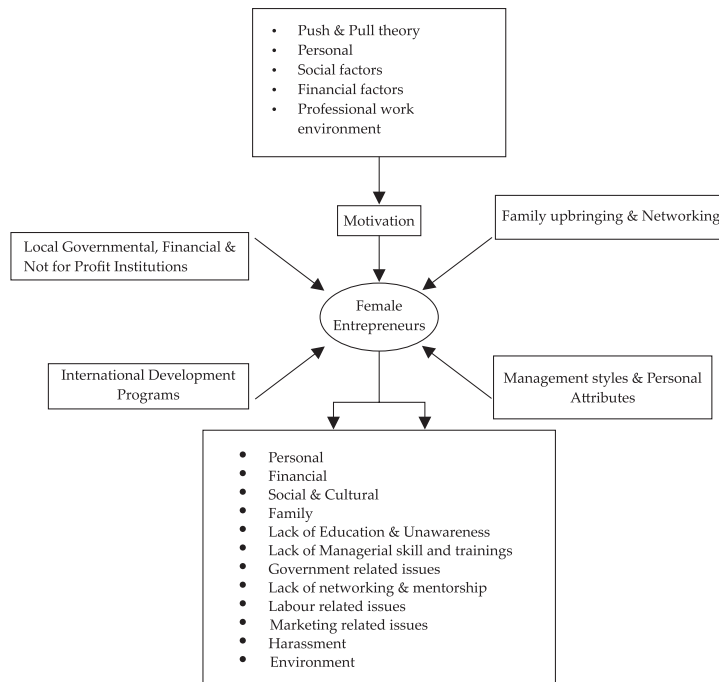 • Push & Pull theory
• Personal
• Social factors
• Financial factors
• Professional work
environment
Motivation
Family upbringing & Networking
Local Governmental, Financial &
Not for Profit Institutions
Female
Entrepreneurs
International Development
Programs
Management styles & Personal
Attributes
• Personal
• Financial
• Social & Cultural
• Family
• Lack of Education & Unawareness
• Lack of Managerial skill and trainings
• Government related issues
• Lack of networking & mentorship
• Labour related issues
• Marketing related issues
• Harassment
• Environment